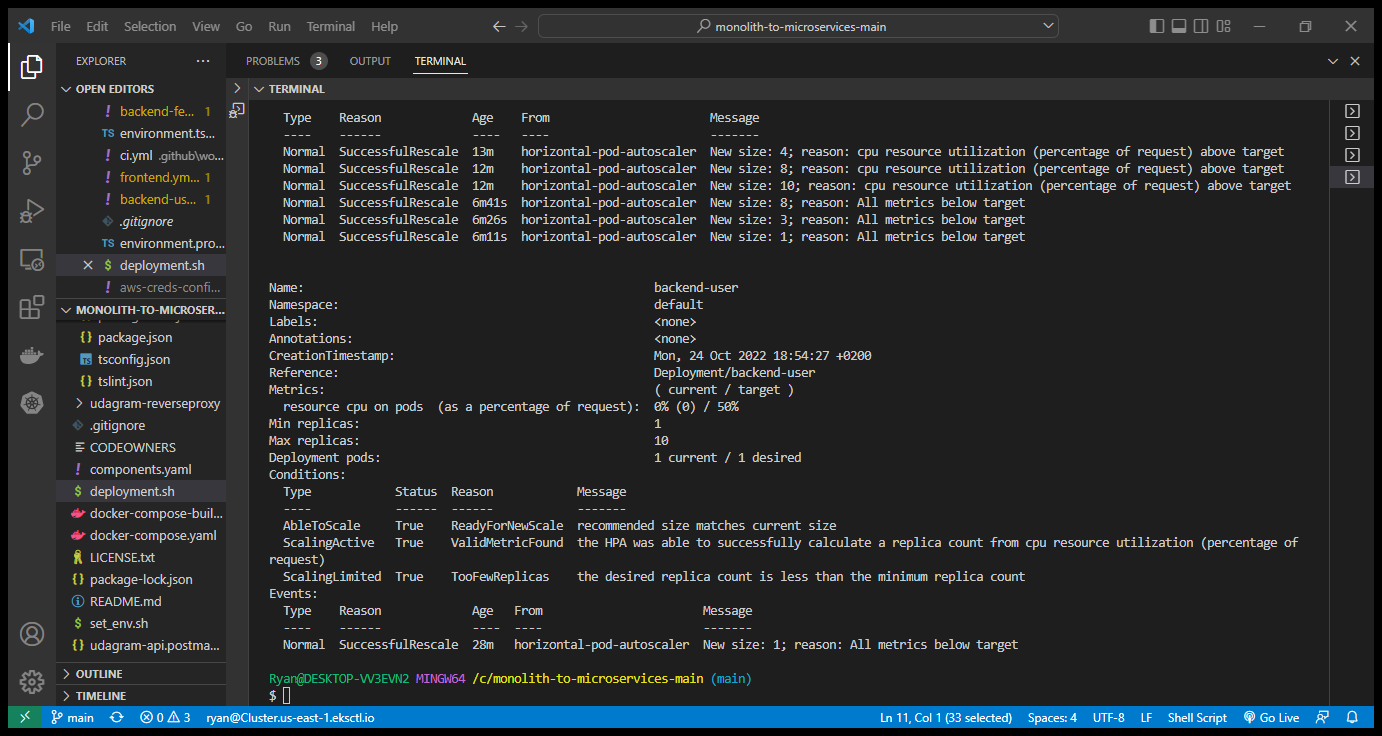 File Edit Selection View Go Run Terminal Help
monolith-to-microservices-main
EXPLORER
OPEN EDITORS
backend-fe... 1
TS environment.ts...
ci.yml .github\wo...
frontend.ym... 1
backend-us... 1
.gitignore
TS environment.pro...
$ deployment.sh
aws-creds-confi...
MONOLITH-TO-MICROSER...
package.json
tsconfig.json
tslint.json
udagram-reverseproxy
.gitignore
CODEOWNERS
components.yaml
$ deployment.sh
docker-compose-buil...
docker-compose.yaml
LICENSE.txt
package-lock.json
README.md
$ set_env.sh
udagram-api.postma...
OUTLINE
TIMELINE
PROBLEMS 3 OUTPUT TERMINAL
TERMINAL
Type Reason Age From Message
---- ------ ---- ---- -------
Normal SuccessfulRescale 13m horizontal-pod-autoscaler New size: 4; reason: cpu resource utilization (percentage of request) above target
Normal SuccessfulRescale 12m horizontal-pod-autoscaler New size: 8; reason: cpu resource utilization (percentage of request) above target
Normal SuccessfulRescale 12m horizontal-pod-autoscaler New size: 10; reason: cpu resource utilization (percentage of request) above target
Normal SuccessfulRescale 6m41s horizontal-pod-autoscaler New size: 8; reason: All metrics below target
Normal SuccessfulRescale 6m26s horizontal-pod-autoscaler New size: 3; reason: All metrics below target
Normal SuccessfulRescale 6m11s horizontal-pod-autoscaler New size: 1; reason: All metrics below target
Name: backend-user
Namespace: default
Labels: <none>
Annotations: <none>
CreationTimestamp: Mon, 24 Oct 2022 18:54:27 +0200
Reference: Deployment/backend-user
Metrics: ( current / target )
resource cpu on pods (as a percentage of request): 0% (0) / 50%
Min replicas: 1
Max replicas: 10
Deployment pods: 1 current / 1 desired
Conditions:
Type Status Reason Message
---- ------ ------ -------
AbleToScale True ReadyForNewScale recommended size matches current size
ScalingActive True ValidMetricFound the HPA was able to successfully calculate a replica count from cpu resource utilization (percentage of
request)
ScalingLimited True TooFewReplicas the desired replica count is less than the minimum replica count
Events:
Type Reason Age From Message
---- ------ ---- ---- -------
Normal SuccessfulRescale 28m horizontal-pod-autoscaler New size: 1; reason: All metrics below target
Ryan@DESKTOP-VV3EVN2 MINGW64 /c/monolith-to-microservices-main (main)
$
main 0 3 ryan@Cluster.us-east-1.eksctl.io Ln 11, Col 1 (33 selected) Spaces: 4 UTF-8 LF Shell Script Go Live